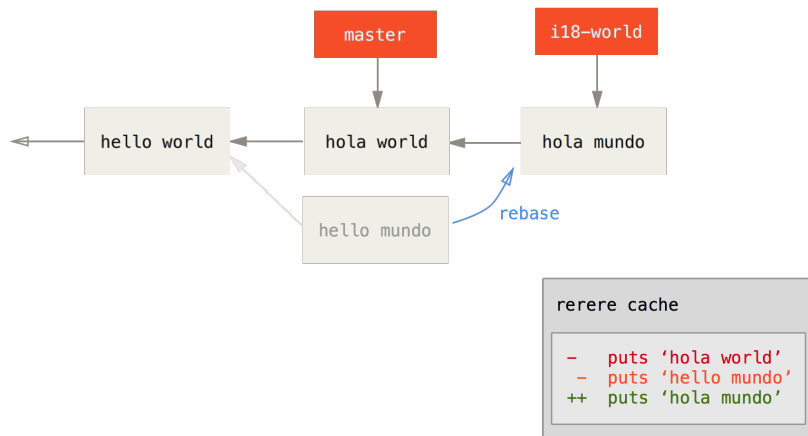 master
i18-world
hello world
hola world
hola mundo
hello mundo
rebase
rerere cache
- puts ‘hola world’
- puts ‘hello mundo’
++ puts ‘hola mundo’